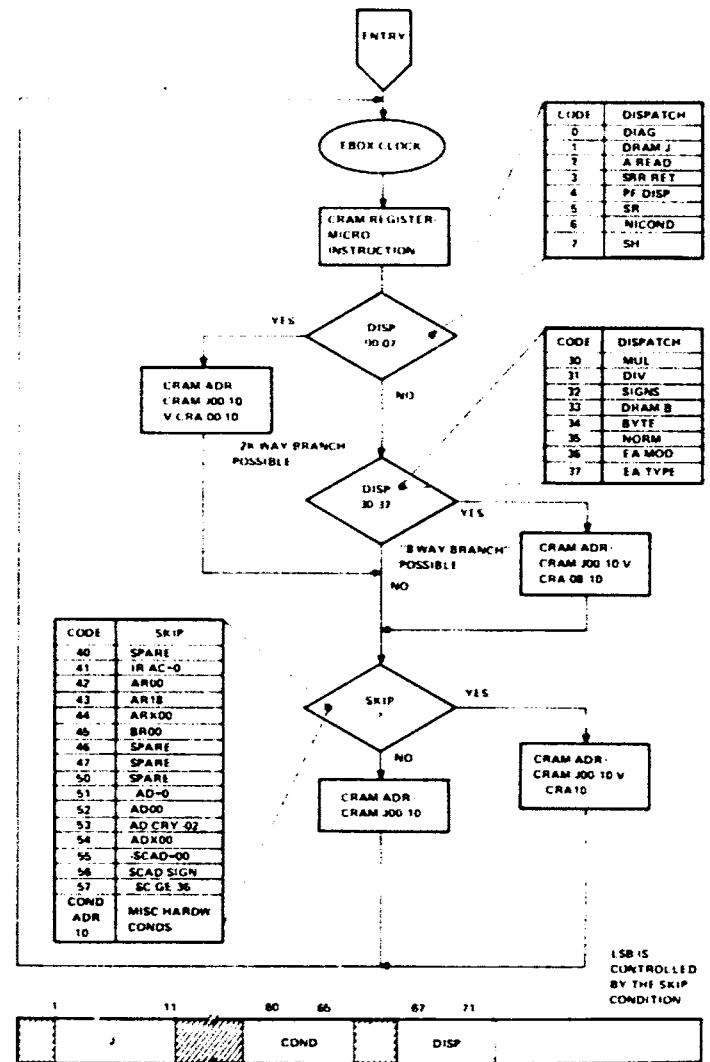 ENTRY
EBOX CLOCK
CRAM REGISTER-
MICRO
INSTRUCTION
CODE DISPATCH
0 DIAG
1 DRAM J
2 A READ
3 SRR RET
4 PF DISP
5 SR
6 NICOND
7 SH
YES
DISP
00-07
NO
CRAM ADR
CRAM J00 10
V CRA 00 10
2K WAY BRANCH
POSSIBLE
CODE DISPATCH
30 MUL
31 DIV
32 SIGNS
33 DRAM B
34 BYTE
35 NORM
36 EA MOD
37 EA TYPE
DISP
30 37
YES
"8 WAY BRANCH"
POSSIBLE
NO
CRAM ADR-
CRAM J00 10 V
CRA 08 10
CODE SKIP
40 SPARE
41 IR AC=0
42 AR00
43 AR18
44 ARX00
45 BR00
46 SPARE
47 SPARE
50 SPARE
51 AD=0
52 AD00
53 AD CRY -02
54 ADX00
55 -SCAD=00
56 SCAD SIGN
57 SC GE 36
COND
ADR
10
MISC HARDW
CONDS
SKIP
?
YES
NO
CRAM ADR-
CRAM J00 10
CRAM ADR-
CRAM J00 10 V
CRA10
LSB IS
CONTROLLED
BY THE SKIP
CONDITION
1 11 60 65 67 71
J COND DISP